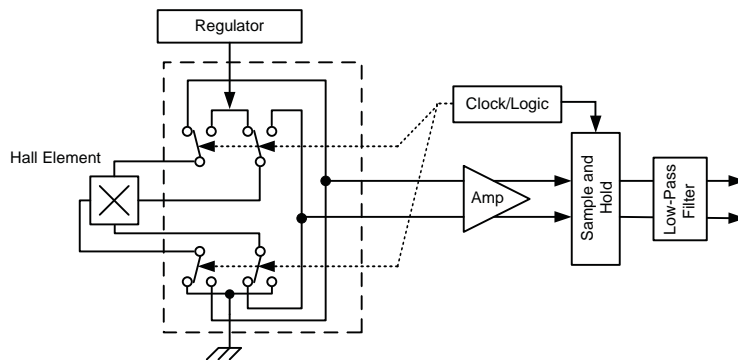 Regulator
Clock/Logic
Hall Element
Amp
Sample and
Hold
Low-Pass
Filter